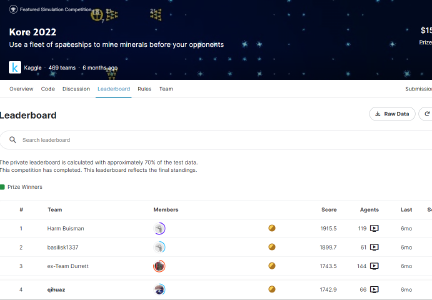 Featured Simulation Competition
Kore 2022
Use a fleet of spaceships to mine minerals before your opponents
$15
Kaggle · 469 teams · 6 months ago
Prize
Overview Code Discussion Leaderboard Rules Team Submission
Leaderboard
Raw Data
Search leaderboard
The private leaderboard is calculated with approximately 70% of the test data.
This competition has completed. This leaderboard reflects the final standings.
Prize Winners
# Team Members Score Agents Last
1 Harm Buisman 1915.5 119 6mo
2 basilisk1337 61 6mo
3 ex-Team Durrett 1743.5 144 6mo
4 qihuaz 1742.9 66 6mo